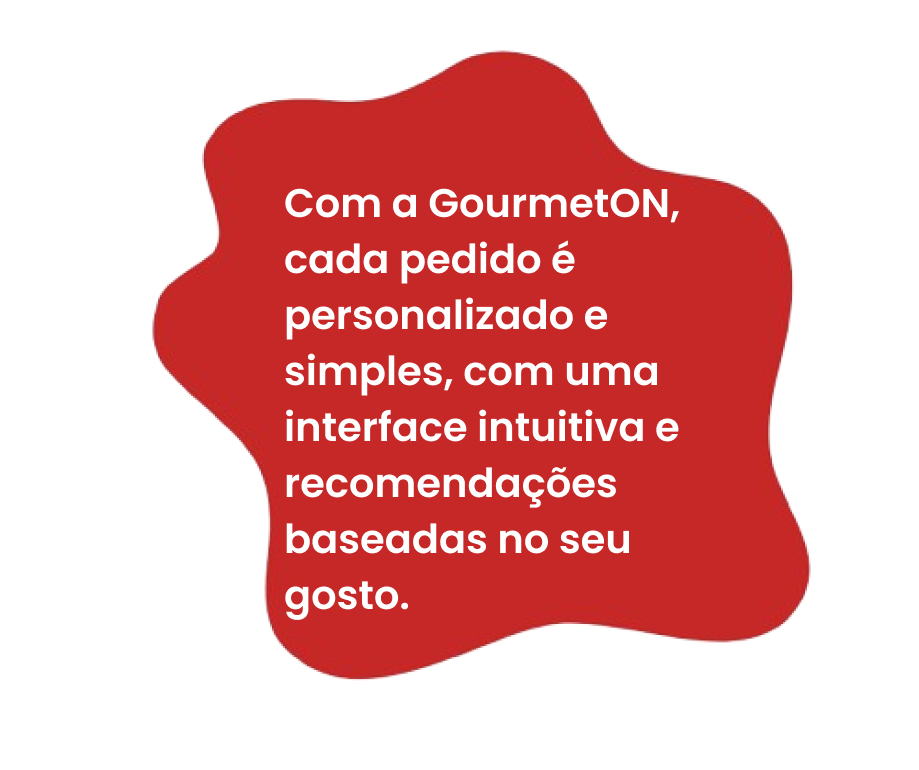 Com a GourmetON,
cada pedido é
personalizado e
simples, com uma
interface intuitiva e
recomendações
baseadas no seu
gosto.